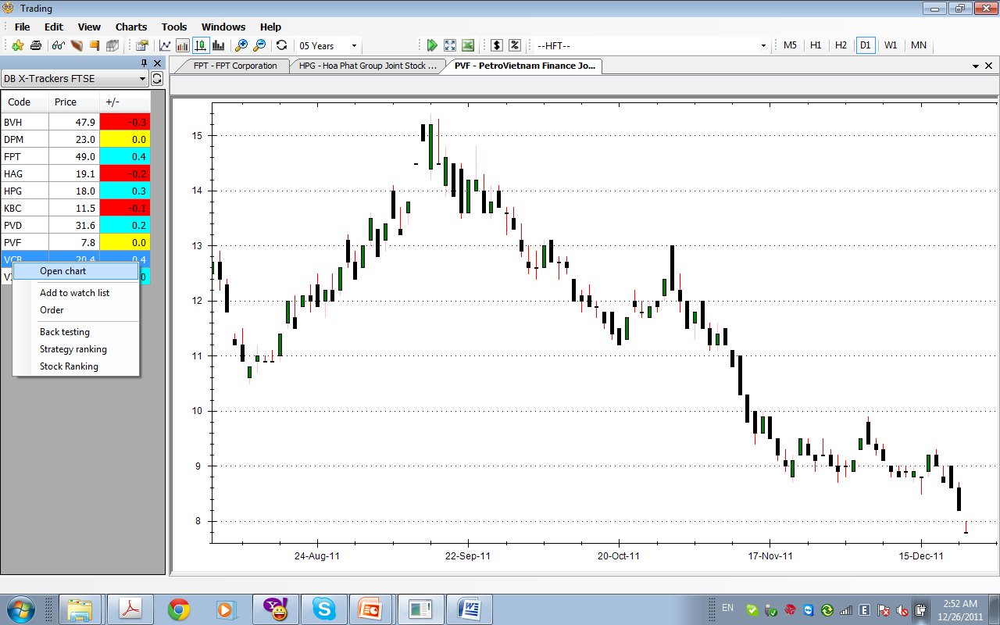 Trading
File Edit View Charts Tools Windows Help
05 Years --HFT-- M5 H1 H2 D1 W1 MN
FPT - FPT Corporation HPG - Hoa Phat Group Joint Stock ... PVF - PetroVietnam Finance Jo...
DB X-Trackers FTSE
Code Price +/-
BVH 47.9 -0.3
DPM 23.0 0.0
FPT 49.0 0.4
HAG 19.1 -0.2
HPG 18.0 0.3
KBC 11.5 -0.1
PVD 31.6 0.2
PVF 7.8 0.0
VCB 20.4 0.4
Open chart
Add to watch list
Order
Back testing
Strategy ranking
Stock Ranking
15
14
13
12
11
10
9
8
24-Aug-11 22-Sep-11 20-Oct-11 17-Nov-11 15-Dec-11
EN
2:52 AM
12/26/2011